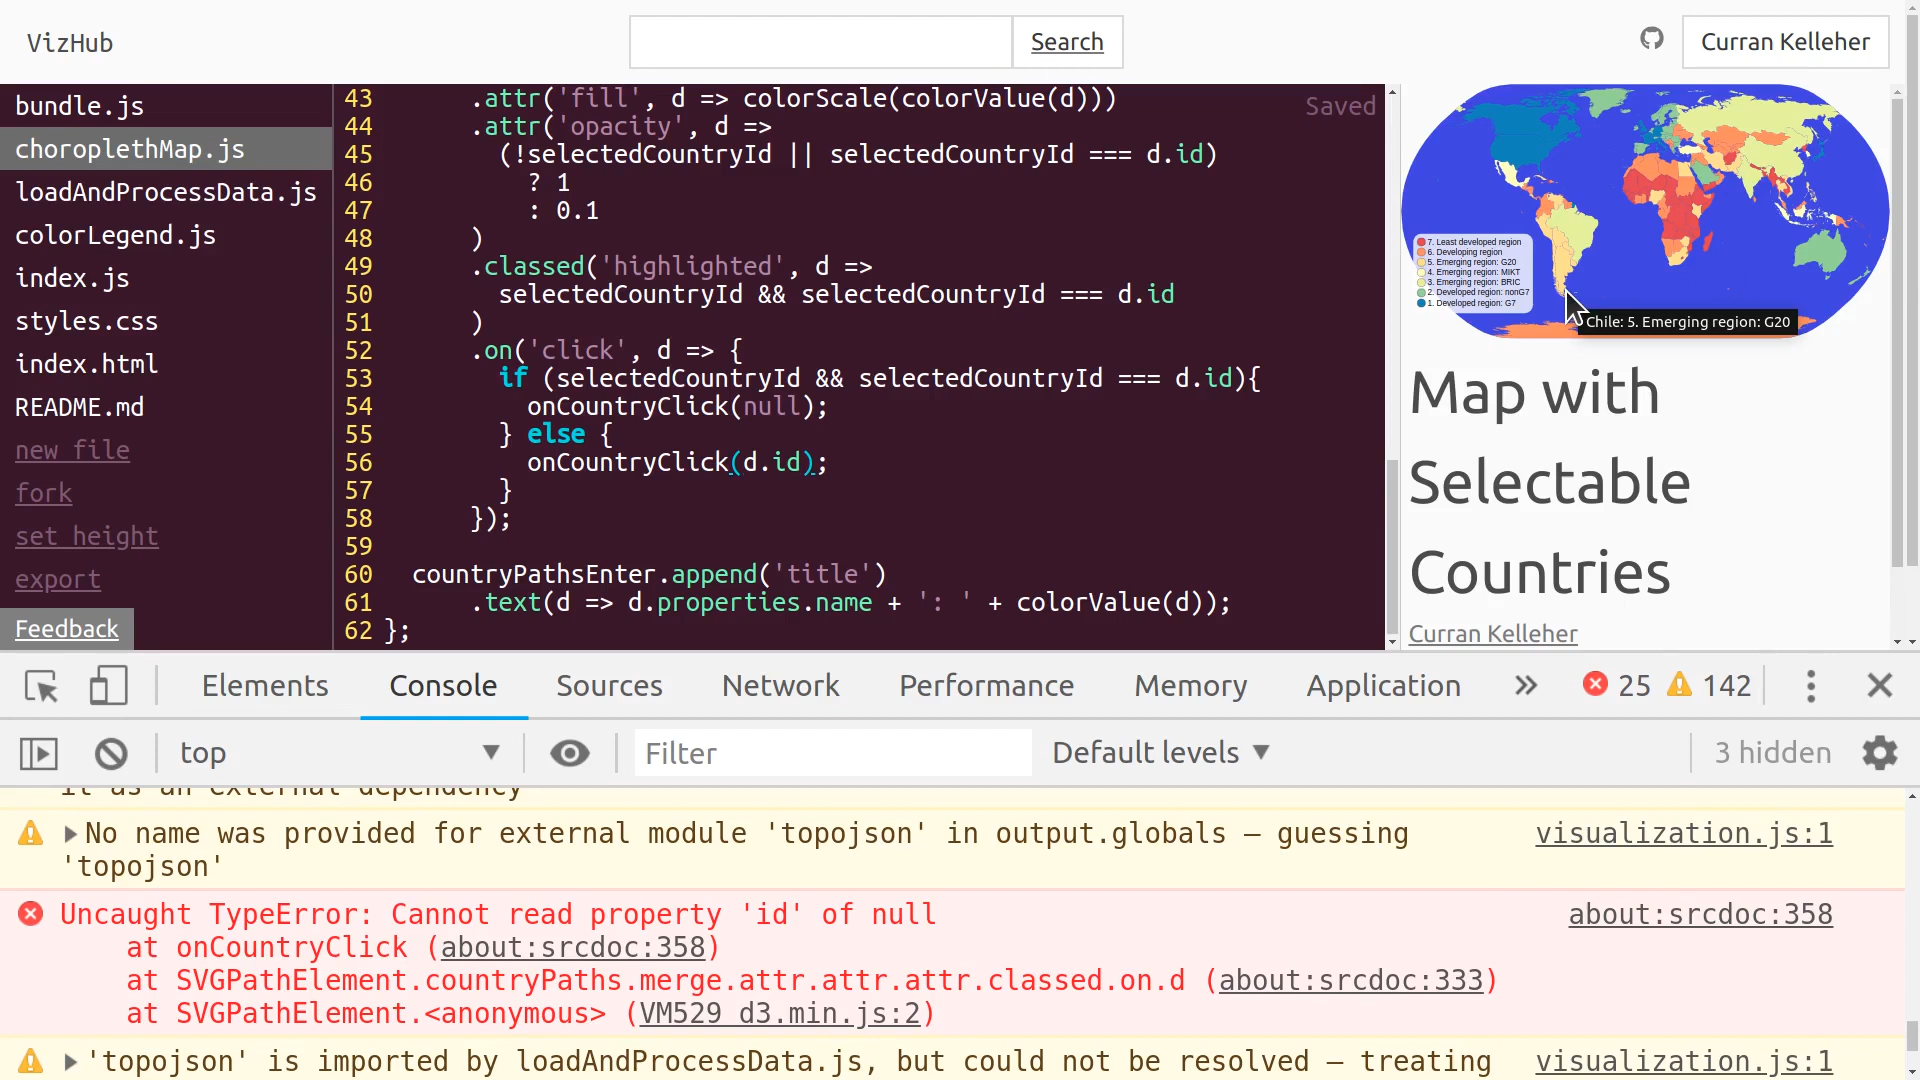 VizHub
Search
Curran Kelleher
bundle.js
choroplethMap.js
loadAndProcessData.js
colorLegend.js
index.js
styles.css
index.html
README.md
new file
fork
set height
export
Feedback
Saved
43 .attr('fill', d => colorScale(colorValue(d)))
44 .attr('opacity', d =>
45 (!selectedCountryId || selectedCountryId === d.id)
46 ? 1
47 : 0.1
48 )
49 .classed('highlighted', d =>
50 selectedCountryId && selectedCountryId === d.id
51 )
52 .on('click', d => {
53 if (selectedCountryId && selectedCountryId === d.id){
54 onCountryClick(null);
55 } else {
56 onCountryClick(d.id);
57 }
58 });
59
60 countryPathsEnter.append('title')
61 .text(d => d.properties.name + ': ' + colorValue(d));
62 };
7. Least developed region
6. Developing region
5. Emerging region: G20
4. Emerging region: MIKT
3. Emerging region: BRIC
2. Developed region: nonG7
1. Developed region: G7
Chile: 5. Emerging region: G20
Map with
Selectable
Countries
Curran Kelleher
Elements Console Sources Network Performance Memory Application » 25 142
top Filter Default levels 3 hidden
it as an external dependency
No name was provided for external module 'topojson' in output.globals – guessing visualization.js:1
'topojson'
Uncaught TypeError: Cannot read property 'id' of null about:srcdoc:358
at onCountryClick (about:srcdoc:358)
at SVGPathElement.countryPaths.merge.attr.attr.attr.classed.on.d (about:srcdoc:333)
at SVGPathElement.<anonymous> (VM529 d3.min.js:2)
'topojson' is imported by loadAndProcessData.js, but could not be resolved – treating visualization.js:1